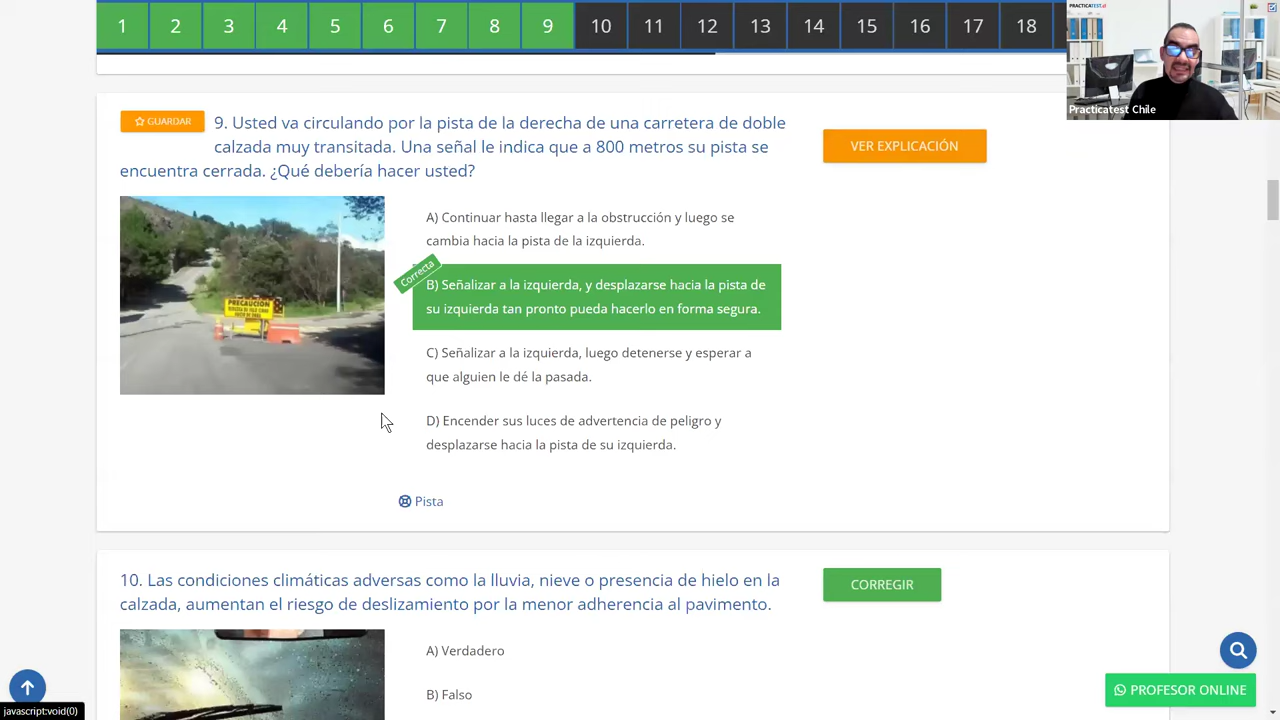 1 2 3 4 5 6 7 8 9 10 11 12 13 14 15 16 17 18
PRACTICATEST.cl
Practicatest Chile
GUARDAR
9. Usted va circulando por la pista de la derecha de una carretera de doble
calzada muy transitada. Una señal le indica que a 800 metros su pista se
encuentra cerrada. ¿Qué debería hacer usted?
VER EXPLICACIÓN
PRECAUCIÓN
A) Continuar hasta llegar a la obstrucción y luego se
cambia hacia la pista de la izquierda.
Correcta
B) Señalizar a la izquierda, y desplazarse hacia la pista de
su izquierda tan pronto pueda hacerlo en forma segura.
C) Señalizar a la izquierda, luego detenerse y esperar a
que alguien le dé la pasada.
D) Encender sus luces de advertencia de peligro y
desplazarse hacia la pista de su izquierda.
Pista
10. Las condiciones climáticas adversas como la lluvia, nieve o presencia de hielo en la
calzada, aumentan el riesgo de deslizamiento por la menor adherencia al pavimento.
CORREGIR
A) Verdadero
B) Falso
PROFESOR ONLINE
javascript:void(0)